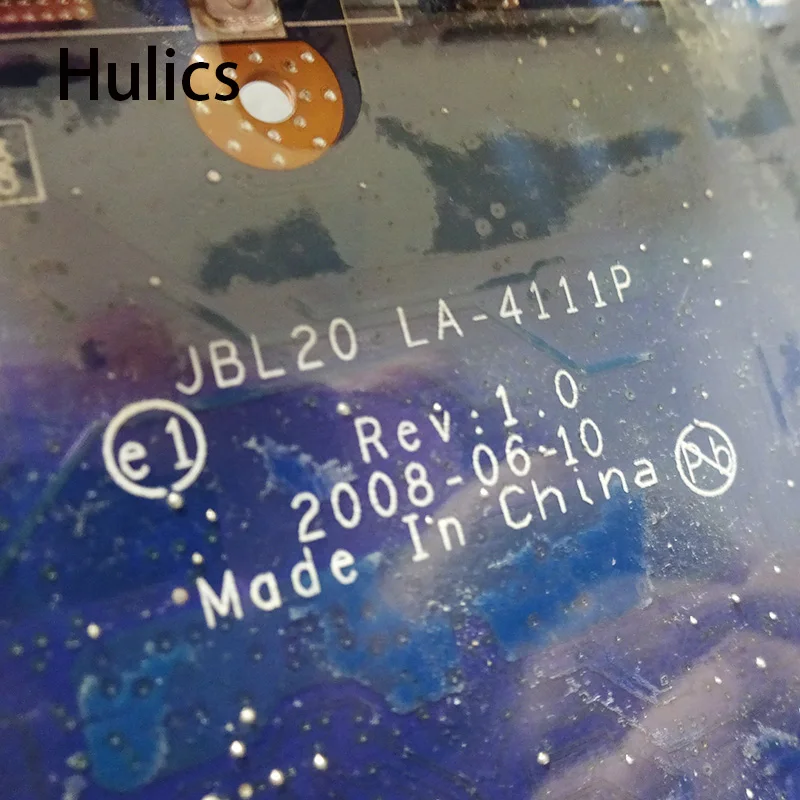 Hulics
JBL20 LA-4111P
e1
Rev:1.0
2008-06-10
Made In China
Pb